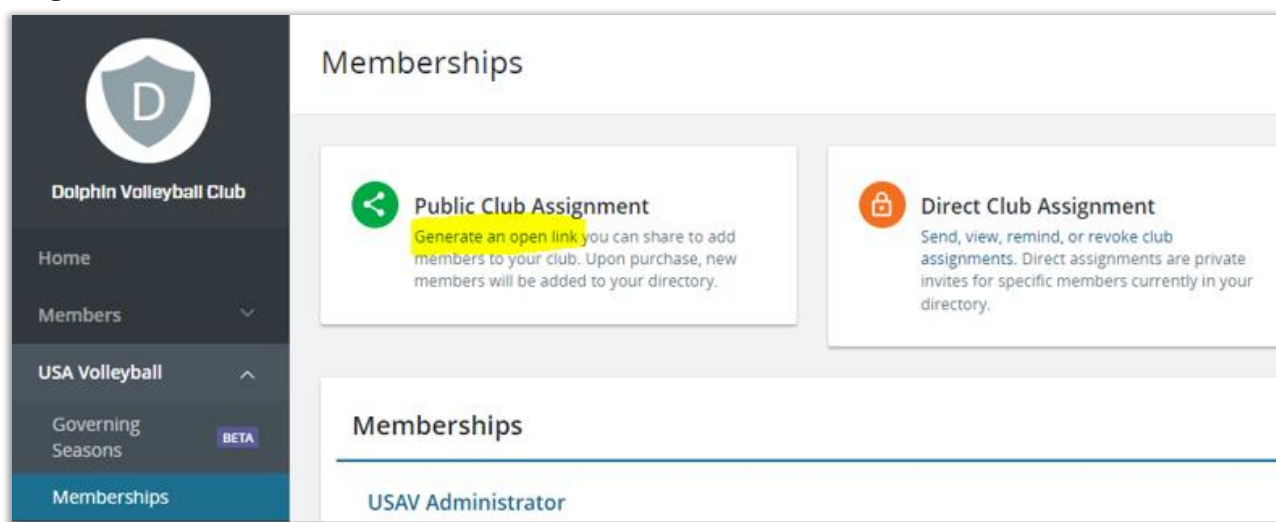 D
Dolphin Volleyball Club
Home
Members
USA Volleyball
Governing
Seasons
BETA
Memberships
Memberships
Public Club Assignment
Generate an open link you can share to add
members to your club. Upon purchase, new
members will be added to your directory.
Direct Club Assignment
Send, view, remind, or revoke club
assignments. Direct assignments are private
invites for specific members currently in your
directory.
Memberships
USAV Administrator